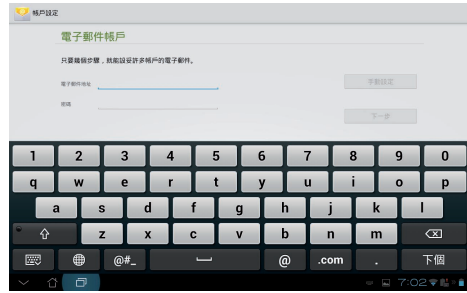 帳戶設定
電子郵件帳戶
只要幾個步驟，就能設妥許多帳戶的電子郵件。
電子郵件地址
手動設定
密碼
下一步
1 2 3 4 5 6 7 8 9 0
q w e r t y u i o p
a s d f g h j k l
z x c v b n m
@#_ @ .com . 下個
7:02